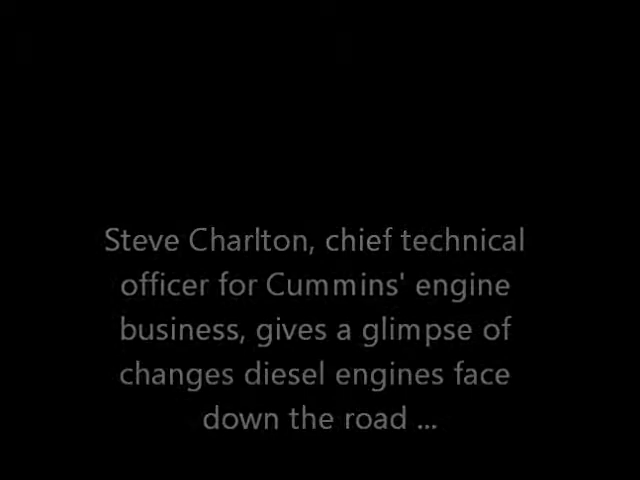 Steve Charlton, chief technical
officer for Cummins' engine
business, gives a glimpse of
changes diesel engines face
down the road ...